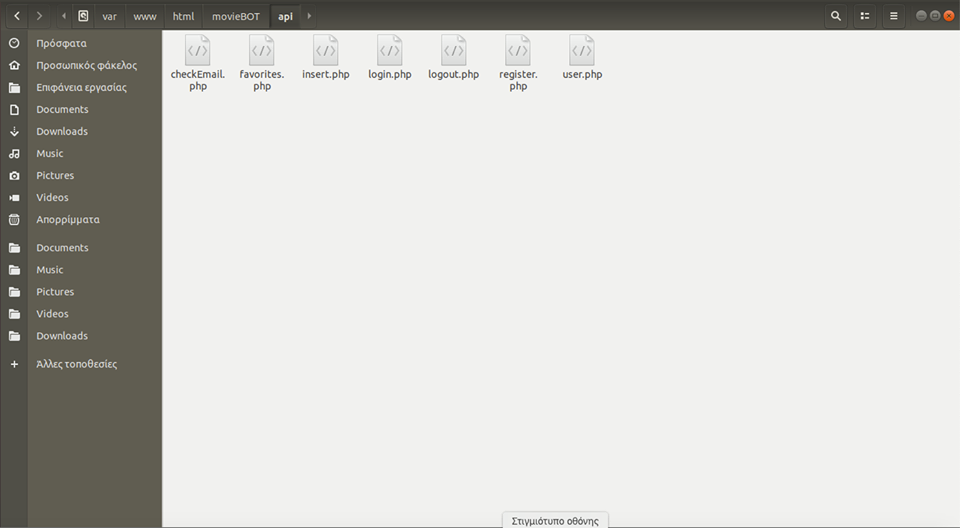 var www html movieBOT api
Πρόσφατα
Προσωπικός φάκελος
Επιφάνεια εργασίας
Documents
Downloads
Music
Pictures
Videos
Απορρίμματα
Documents
Music
Pictures
Videos
Downloads
Άλλες τοποθεσίες
checkEmail.
php
favorites.
php
insert.php
login.php
logout.php
register.
php
user.php
Στιγμιότυπο οθόνης